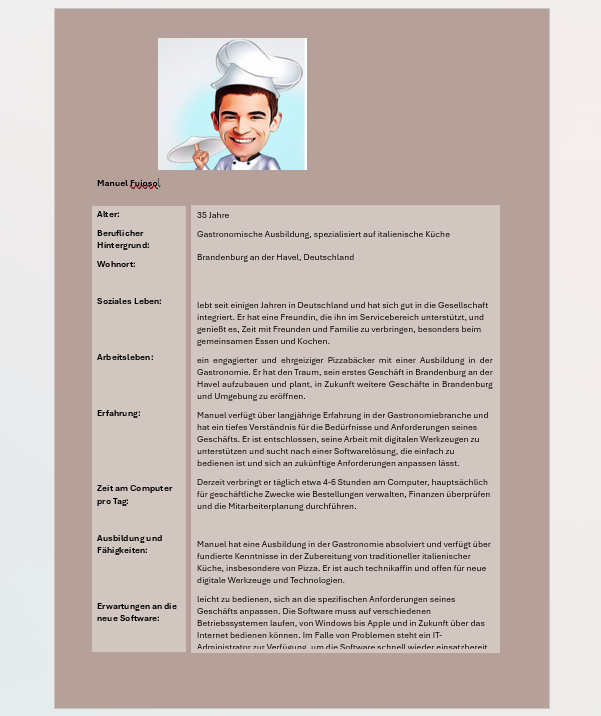 Manuel Fuioso
Alter:
35 Jahre
Beruflicher
Hintergrund:
Gastronomische Ausbildung, spezialisiert auf italienische Küche
Wohnort:
Brandenburg an der Havel, Deutschland
Soziales Leben:
lebt seit einigen Jahren in Deutschland und hat sich gut in die Gesellschaft
integriert. Er hat eine Freundin, die ihn im Servicebereich unterstützt, und
genießt es, Zeit mit Freunden und Familie zu verbringen, besonders beim
gemeinsamen Essen und Kochen.
Arbeitsleben:
ein engagierter und ehrgeiziger Pizzabäcker mit einer Ausbildung in der
Gastronomie. Er hat den Traum, sein erstes Geschäft in Brandenburg an der
Havel aufzubauen und plant, in Zukunft weitere Geschäfte in Brandenburg
und Umgebung zu eröffnen.
Erfahrung:
Manuel verfügt über langjährige Erfahrung in der Gastronomiebranche und
hat ein tiefes Verständnis für die Bedürfnisse und Anforderungen seines
Geschäfts. Er ist entschlossen, seine Arbeit mit digitalen Werkzeugen zu
unterstützen und sucht nach einer Softwarelösung, die einfach zu
bedienen ist und sich an zukünftige Anforderungen anpassen lässt.
Zeit am Computer
pro Tag:
Derzeit verbringt er täglich etwa 4-6 Stunden am Computer, hauptsächlich
für geschäftliche Zwecke wie Bestellungen verwalten, Finanzen überprüfen
und die Mitarbeiterplanung durchführen.
Ausbildung und
Fähigkeiten:
Manuel hat eine Ausbildung in der Gastronomie absolviert und verfügt über
fundierte Kenntnisse in der Zubereitung von traditioneller italienischer
Küche, insbesondere von Pizza. Er ist auch technikaffin und offen für neue
digitale Werkzeuge und Technologien.
Erwartungen an die
neue Software:
leicht zu bedienen, sich an die spezifischen Anforderungen seines
Geschäfts anpassen. Die Software muss auf verschiedenen
Betriebssystemen laufen, von Windows bis Apple und in Zukunft über das
Internet bedienen können. Im Falle von Problemen steht ein IT-
Administrator zur Verfügung, um die Software schnell wieder einsatzbereit